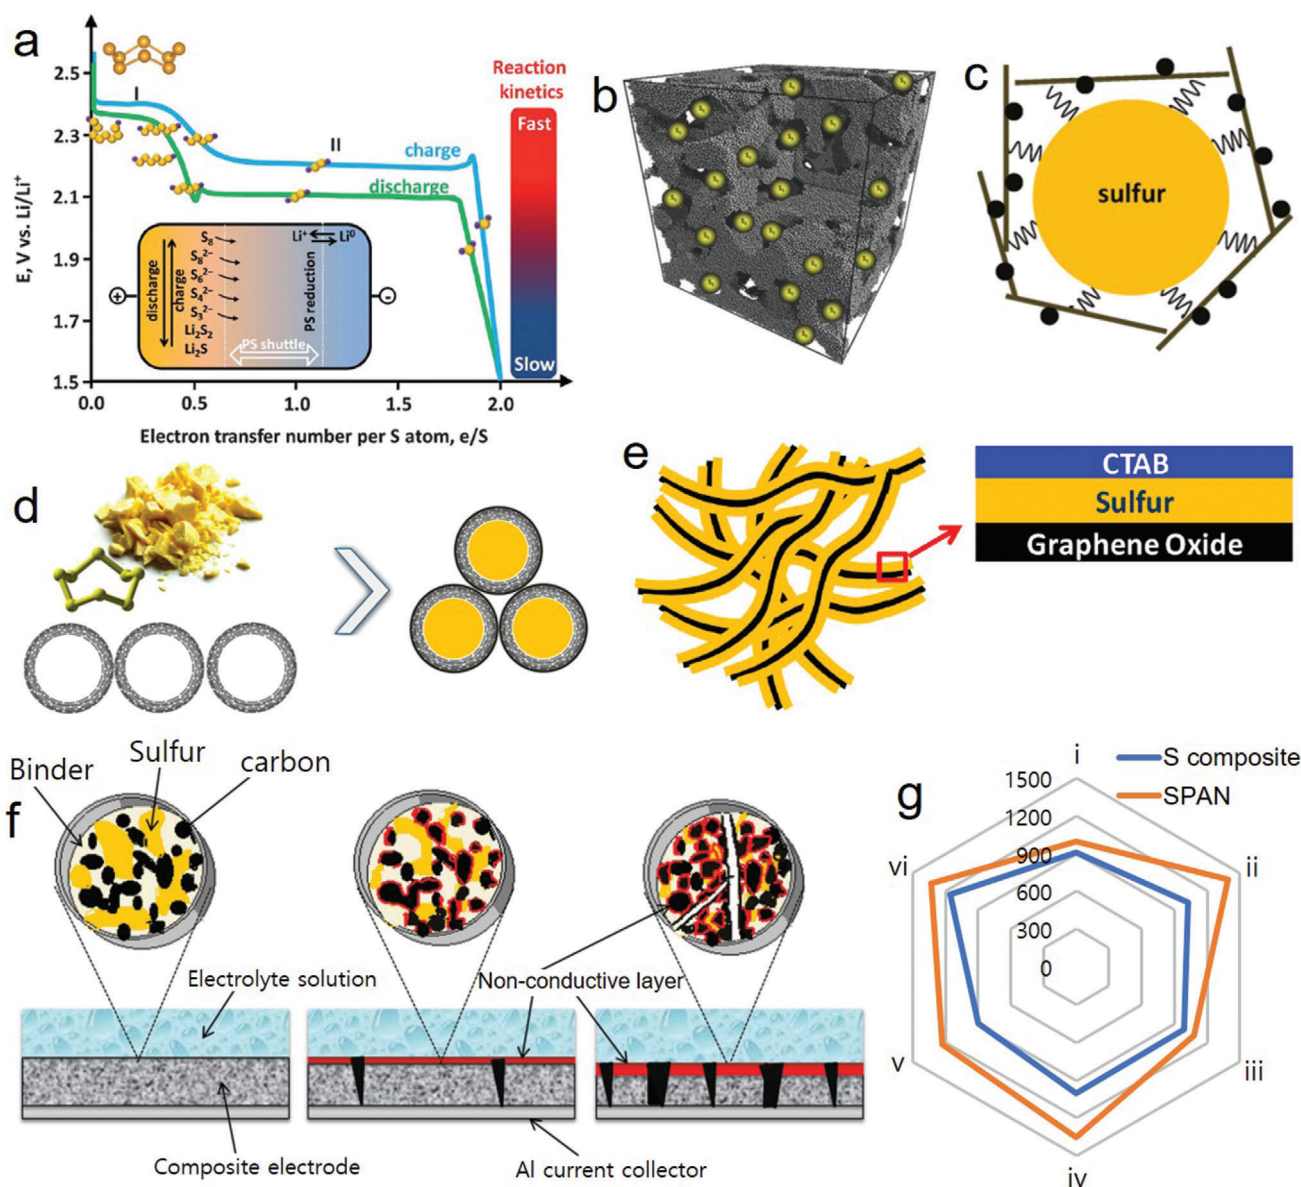 a
2.5
2.3
2.1
1.9
1.7
1.5
E, V vs. Li/Li⁺
0.0
0.5
1.0
1.5
2.0
Electron transfer number per S atom, e/S
I
II
charge
discharge
Reaction
kinetics
Fast
Slow
discharge
charge
S₈
S₈²⁻
S₆²⁻
S₄²⁻
S₃²⁻
Li₂S₂
Li₂S
Li⁺
Li⁰
PS reduction
PS shuttle
+
-
b
c
sulfur
d
e
CTAB
Sulfur
Graphene Oxide
f
Binder
Sulfur
carbon
Electrolyte solution
Non-conductive layer
Composite electrode
Al current collector
g
S composite
SPAN
1500
1200
900
600
300
0
i
ii
iii
iv
v
vi